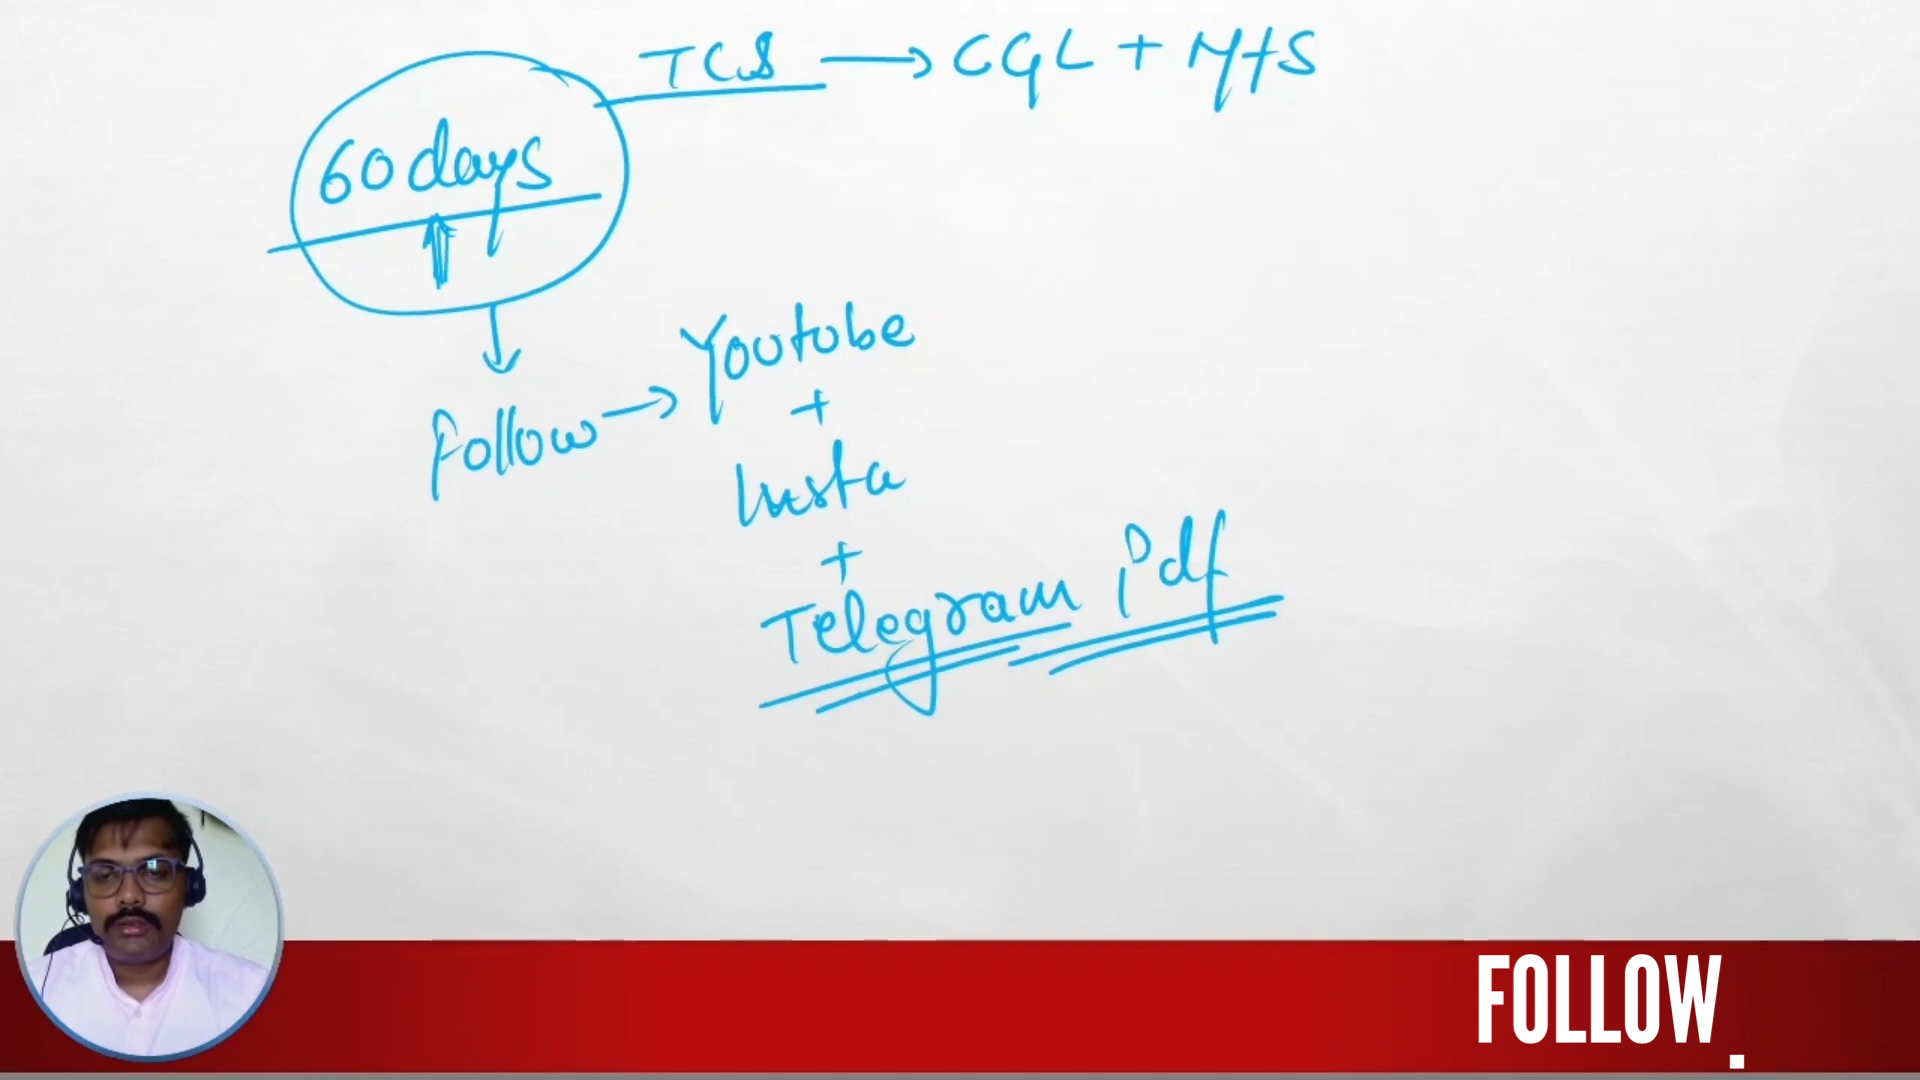 TCS → CGL + MTS
60 days
Follow → Youtube
+
Insta
+
Telegram Pdf
FOLLOW.